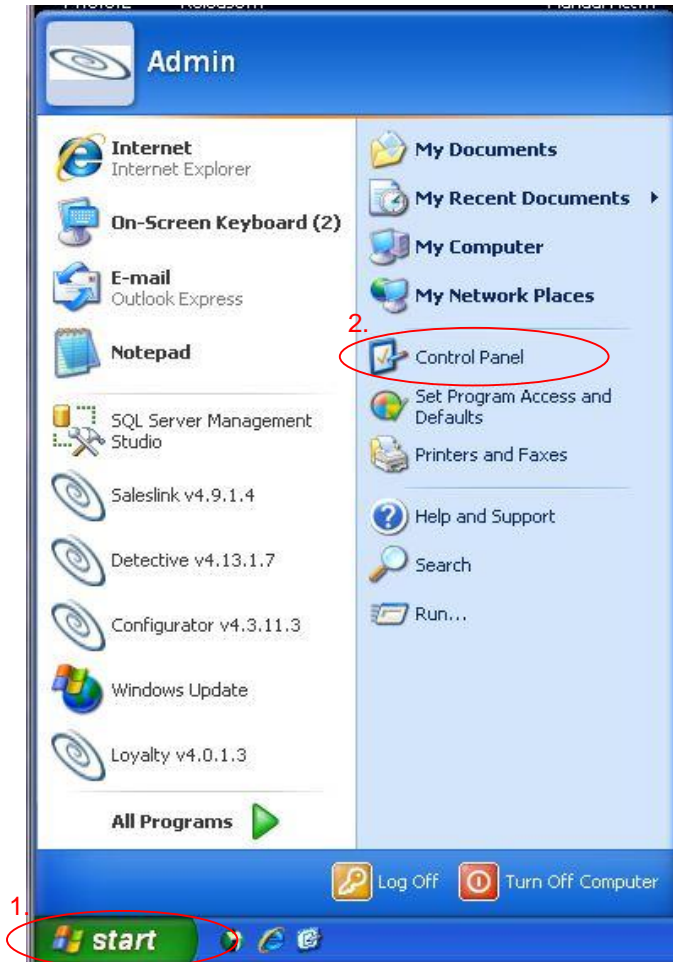 Admin
Internet
Internet Explorer
On-Screen Keyboard (2)
E-mail
Outlook Express
Notepad
SQL Server Management
Studio
Saleslink v4.9.1.4
Detective v4.13.1.7
Configurator v4.3.11.3
Windows Update
Loyalty v4.0.1.3
All Programs
My Documents
My Recent Documents
My Computer
My Network Places
2.
Control Panel
Set Program Access and
Defaults
Printers and Faxes
Help and Support
Search
Run...
Log Off
Turn Off Computer
1.
start